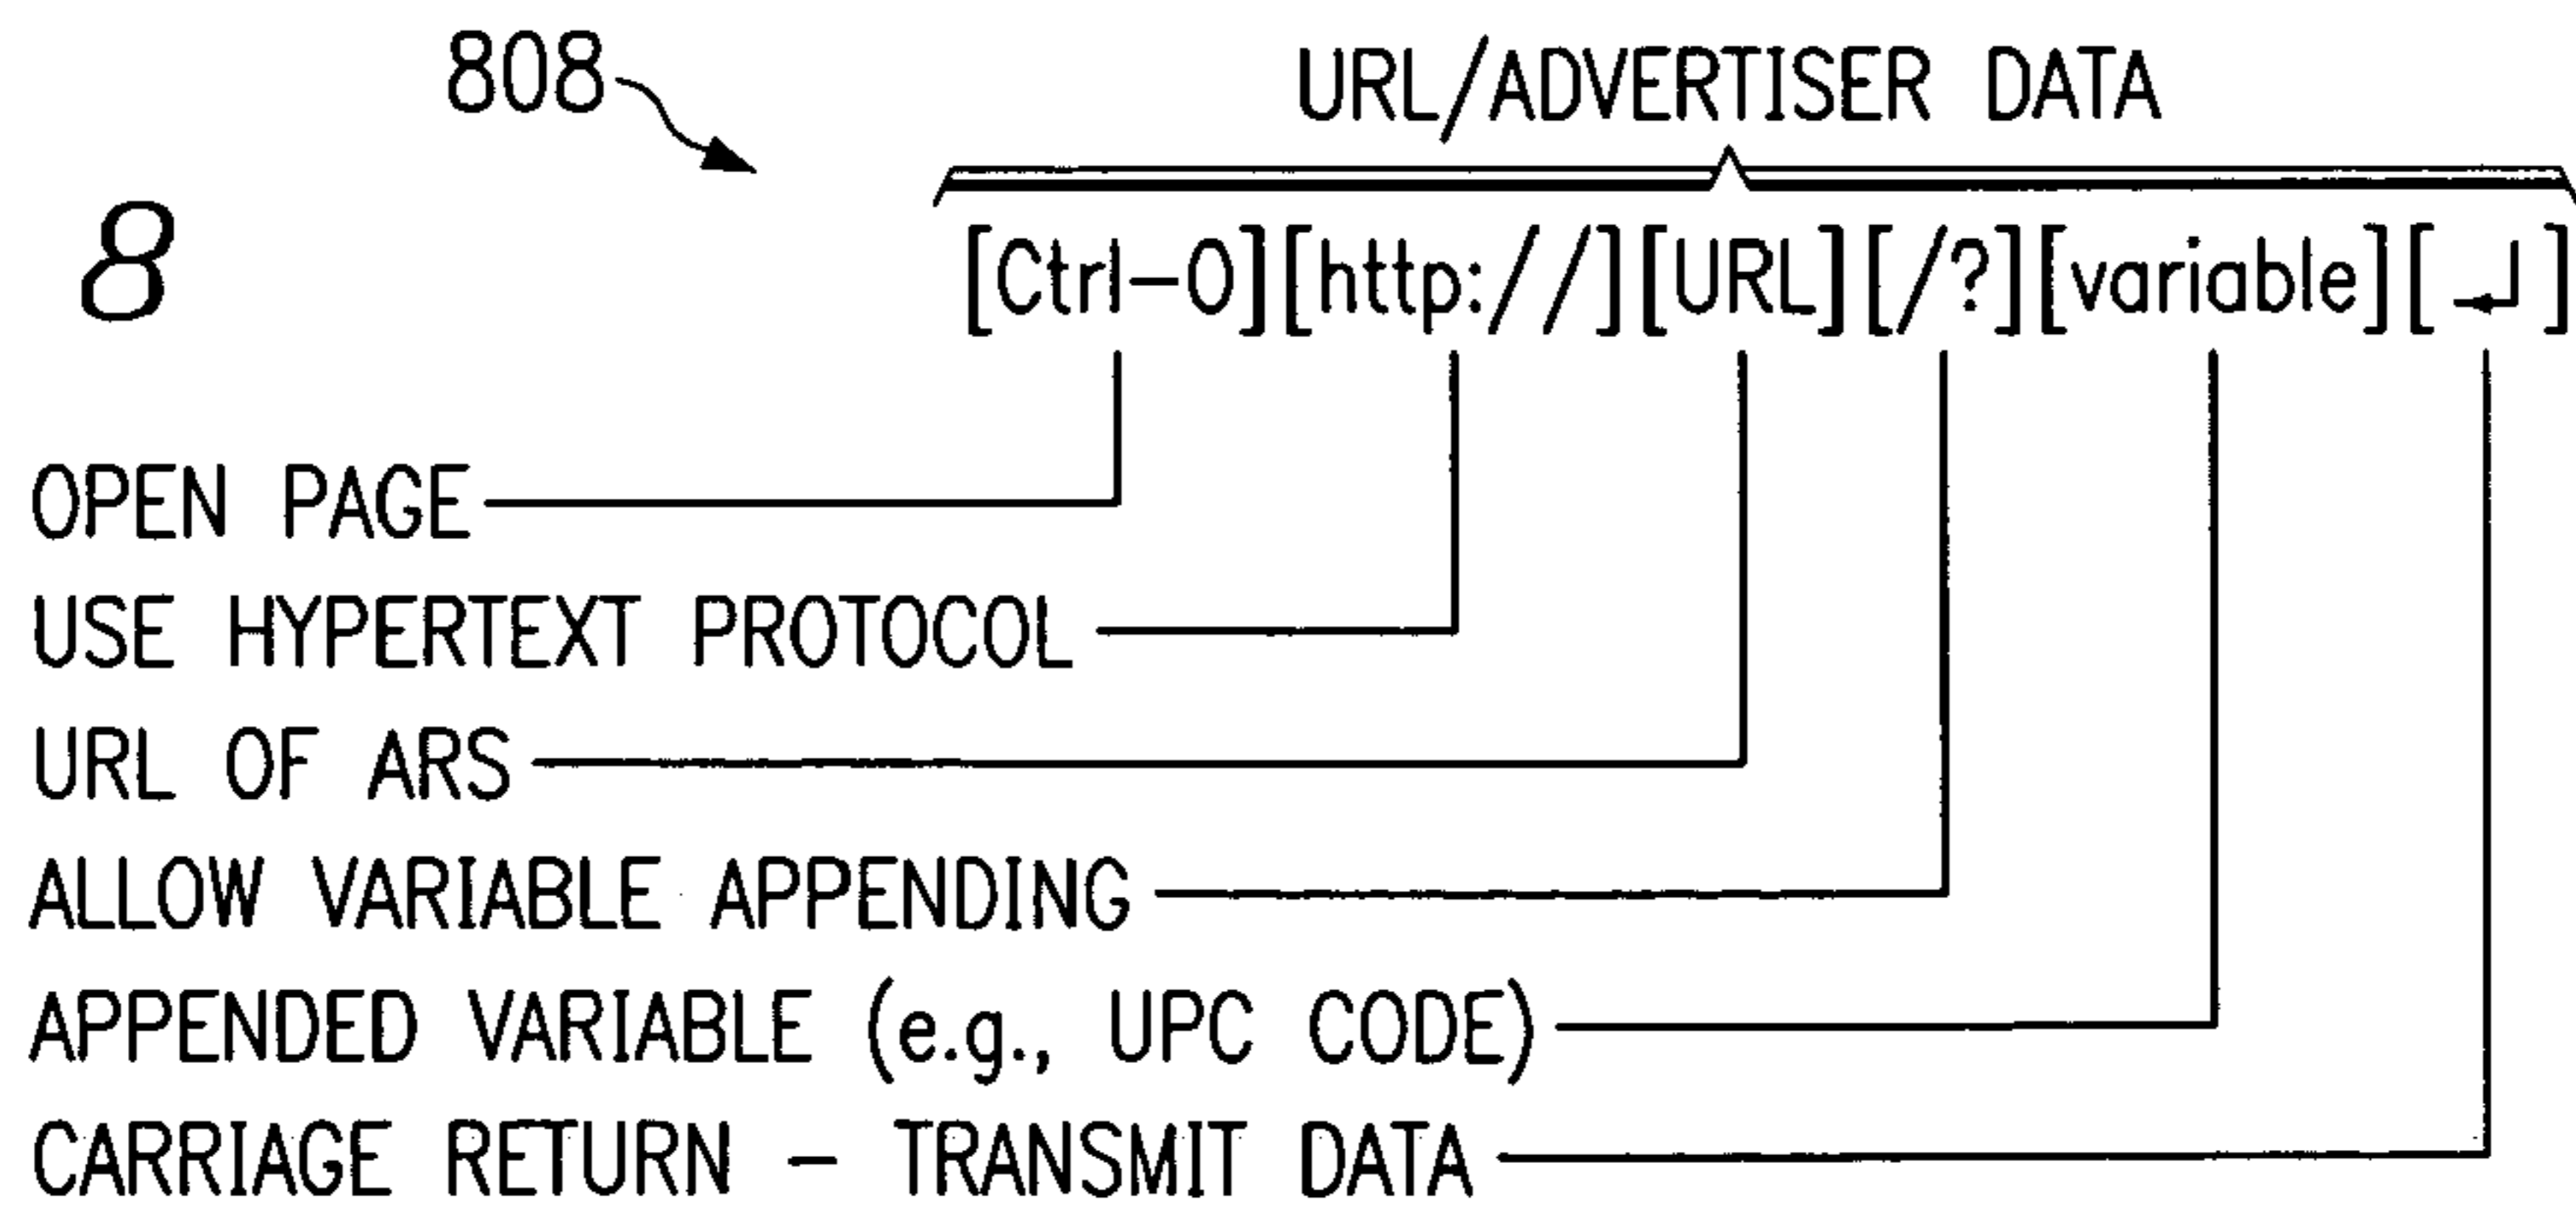 808
URL/ADVERTISER DATA
8
[Ctrl-O][http://][URL][/?][variable][↵]
OPEN PAGE
USE HYPERTEXT PROTOCOL
URL OF ARS
ALLOW VARIABLE APPENDING
APPENDED VARIABLE (e.g., UPC CODE)
CARRIAGE RETURN – TRANSMIT DATA